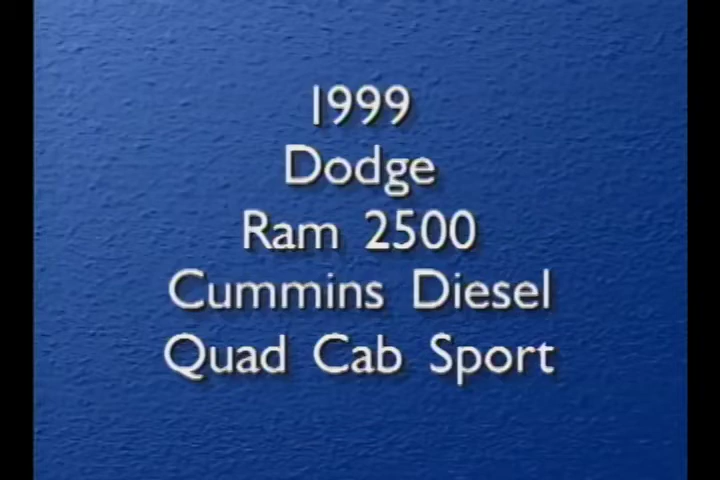 1999
Dodge
Ram 2500
Cummins Diesel
Quad Cab Sport